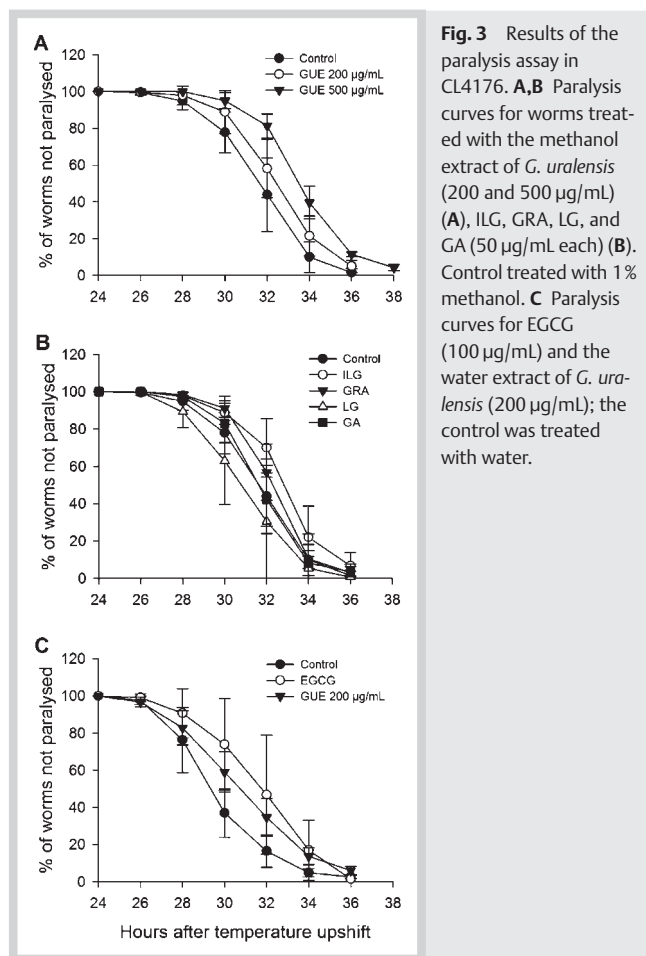 A
120
100
80
60
40
20
0
% of worms not paralysed
Control
GUE 200 µg/mL
GUE 500 µg/mL
24 26 28 30 32 34 36 38
B
120
100
80
60
40
20
0
% of worms not paralysed
Control
ILG
GRA
LG
GA
24 26 28 30 32 34 36 38
C
120
100
80
60
40
20
0
% of worms not paralysed
Control
EGCG
GUE 200 µg/mL
24 26 28 30 32 34 36 38
Hours after temperature upshift
Fig. 3 Results of the
paralysis assay in
CL4176. A,B Paralysis
curves for worms treat-
ed with the methanol
extract of G. uralensis
(200 and 500 µg/mL)
(A), ILG, GRA, LG, and
GA (50 µg/mL each) (B).
Control treated with 1%
methanol. C Paralysis
curves for EGCG
(100 µg/mL) and the
water extract of G. ura-
lensis (200 µg/mL); the
control was treated
with water.